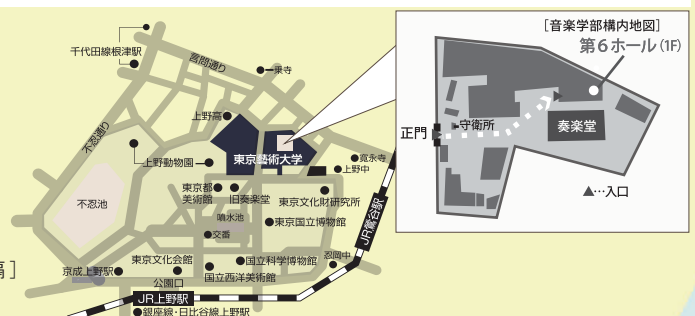 [音楽学部構内地図]
第6ホール(1F)
正門
守衛所
奏楽堂
▲…入口
千代田線根津駅
言問通り
一乗寺
上野高
不忍通り
上野動物園
東京藝術大学
寛永寺
上野中
東京都
美術館
旧奏楽堂
東京文化財研究所
不忍池
噴水池
東京国立博物館
交番
JR鶯谷駅
東京文化会館
国立科学博物館
忍岡中
京成上野駅
公園口
国立西洋美術館
JR上野駅
銀座線・日比谷線上野駅